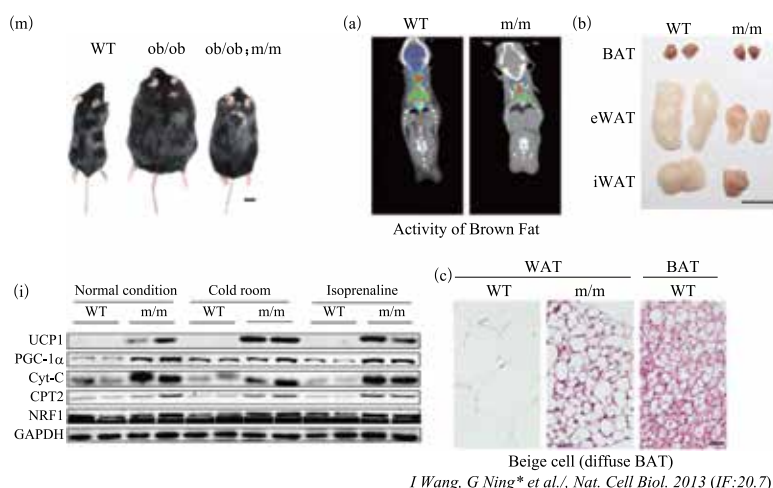 (m)
WT ob/ob ob/ob;m/m
(a)
WT m/m
Activity of Brown Fat
(b)
WT m/m
BAT
eWAT
iWAT
(i)
Normal condition Cold room Isoprenaline
WT m/m WT m/m WT m/m
UCP1
PGC-1α
Cyt-C
CPT2
NRF1
GAPDH
(c)
WAT BAT
WT m/m WT
Beige cell (diffuse BAT)
J Wang, G Ning* et al./, Nat. Cell Biol. 2013 (IF:20.7)